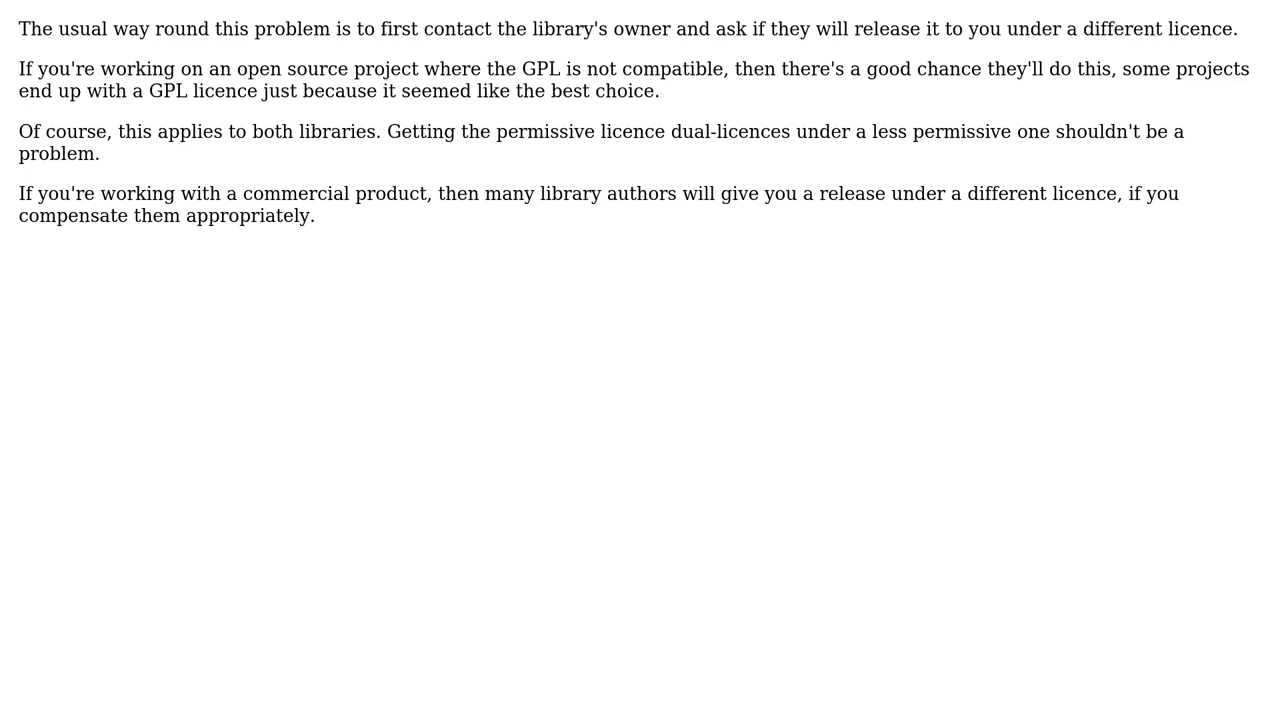 The usual way round this problem is to first contact the library's owner and ask if they will release it to you under a different licence.
If you're working on an open source project where the GPL is not compatible, then there's a good chance they'll do this, some projects
end up with a GPL licence just because it seemed like the best choice.
Of course, this applies to both libraries. Getting the permissive licence dual-licences under a less permissive one shouldn't be a
problem.
If you're working with a commercial product, then many library authors will give you a release under a different licence, if you
compensate them appropriately.